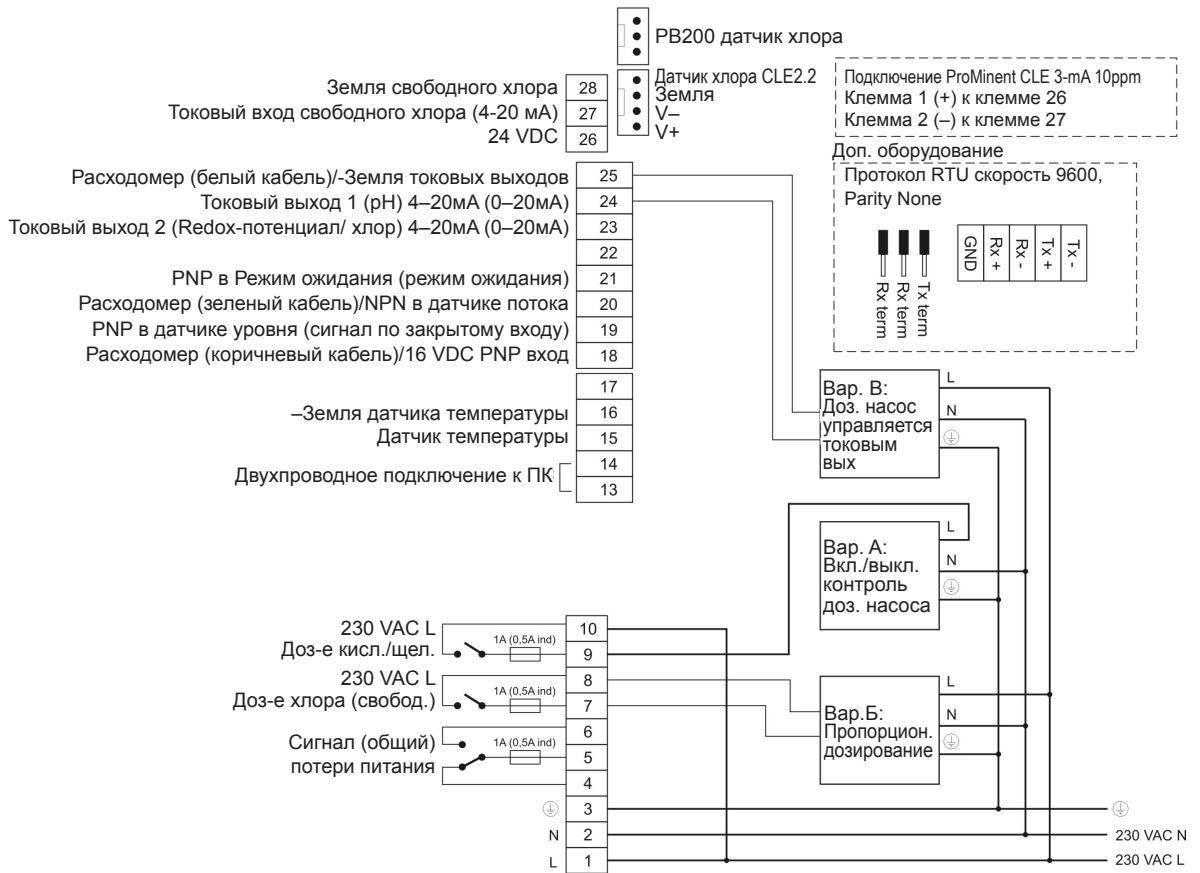 PB200 датчик хлора
Датчик хлора CLE2.2
Земля
V–
V+
Земля свободного хлора 28
Токовый вход свободного хлора (4-20 мА) 27
24 VDC 26
Подключение ProMinent CLE 3-mA 10ppm
Клемма 1 (+) к клемме 26
Клемма 2 (–) к клемме 27
Доп. оборудование
Протокол RTU скорость 9600,
Parity None
Rx term
Rx term
Tx term
GND
Rx +
Rx -
Tx +
Tx -
Расходомер (белый кабель)/-Земля токовых выходов 25
Токовый выход 1 (pH) 4–20мА (0–20мА) 24
Токовый выход 2 (Redox-потенциал/ хлор) 4–20мА (0–20мА) 23
22
PNP в Режим ожидания (режим ожидания) 21
Расходомер (зеленый кабель)/NPN в датчике потока 20
PNP в датчике уровня (сигнал по закрытому входу) 19
Расходомер (коричневый кабель)/16 VDC PNP вход 18
17
–Земля датчика температуры 16
Датчик температуры 15
Двухпроводное подключение к ПК 14
13
Вар. В:
Доз. насос
управляется
токовым
вых
L
N
Вар. А:
Вкл./выкл.
контроль
доз. насоса
L
N
Вар.Б:
Пропорцион.
дозирование
L
N
230 VAC L 10
Доз-е кисл./щел. 1A (0,5A ind) 9
230 VAC L 8
Доз-е хлора (свобод.) 1A (0,5A ind) 7
6
Сигнал (общий)
потери питания
1A (0,5A ind) 5
4
3
N 2 230 VAC N
L 1 230 VAC L